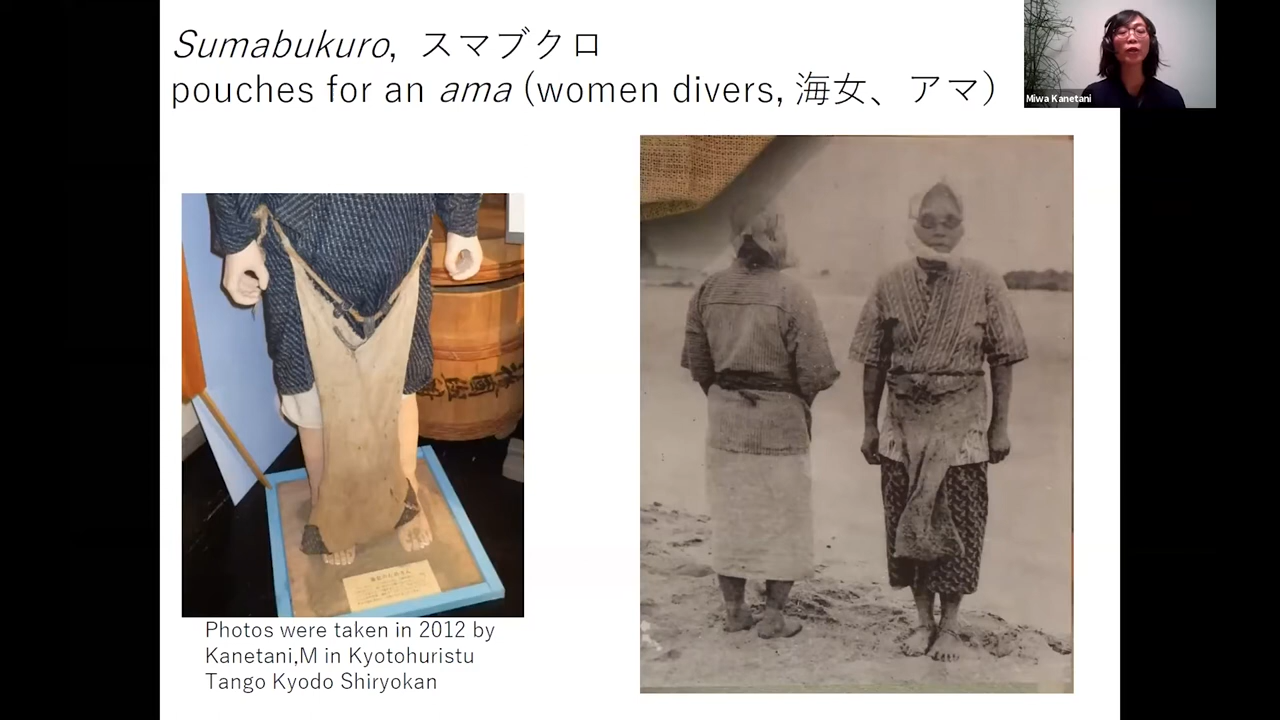 Sumabukuro, スマブクロ
pouches for an ama (women divers, 海女、アマ)
Miwa Kanetani
Photos were taken in 2012 by
Kanetani,M in Kyotohuristu
Tango Kyodo Shiryokan